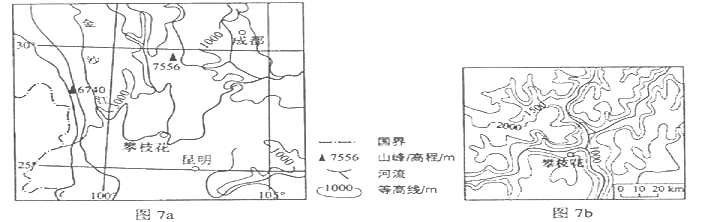 金
沙
江
1000
成都
30°
7556
6740
1000
攀枝花
昆明
25°
1000
100°
105°
图 7a
国界
7556 山峰/高程/m
河流
1000 等高线/m
1500
2000
攀枝花
1000
0 10 20 km
图 7b